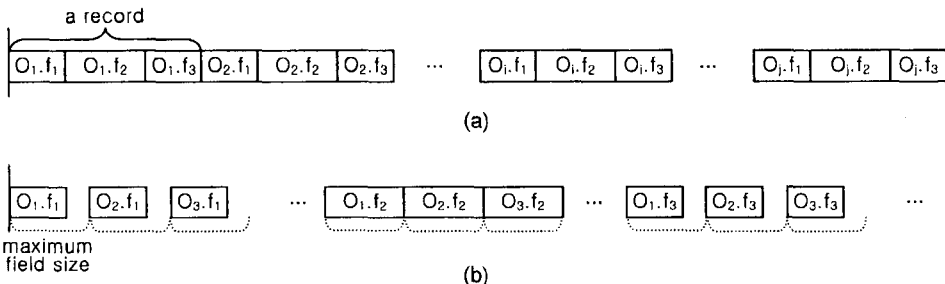 a record
O₁.f₁ O₁.f₂ O₁.f₃ O₂.f₁ O₂.f₂ O₂.f₃ ... Oᵢ.f₁ Oᵢ.f₂ Oᵢ.f₃ ... Oⱼ.f₁ Oⱼ.f₂ Oⱼ.f₃
(a)
O₁.f₁ O₂.f₁ O₃.f₁ ... O₁.f₂ O₂.f₂ O₃.f₂ ... O₁.f₃ O₂.f₃ O₃.f₃ ...
maximum
field size
(b)